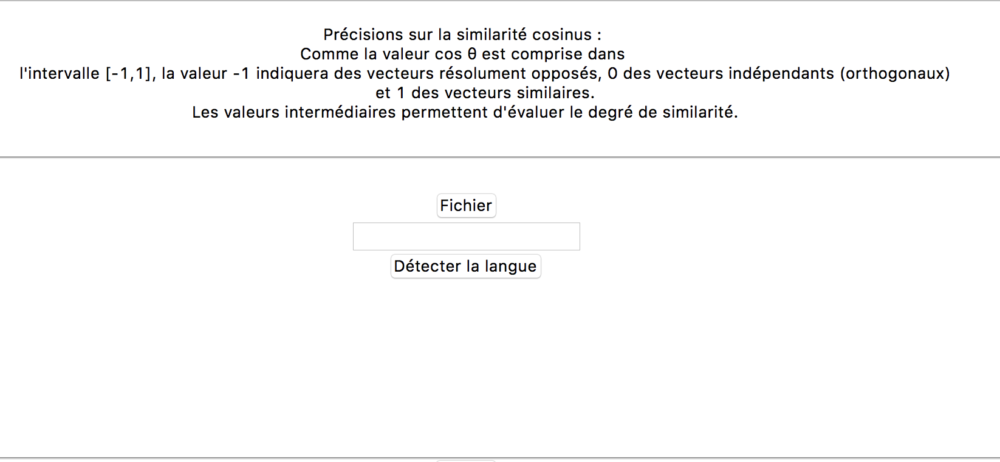 Précisions sur la similarité cosinus :
Comme la valeur cos θ est comprise dans
l'intervalle [-1,1], la valeur -1 indiquera des vecteurs résolument opposés, 0 des vecteurs indépendants (orthogonaux)
et 1 des vecteurs similaires.
Les valeurs intermédiaires permettent d'évaluer le degré de similarité.
Fichier
Détecter la langue